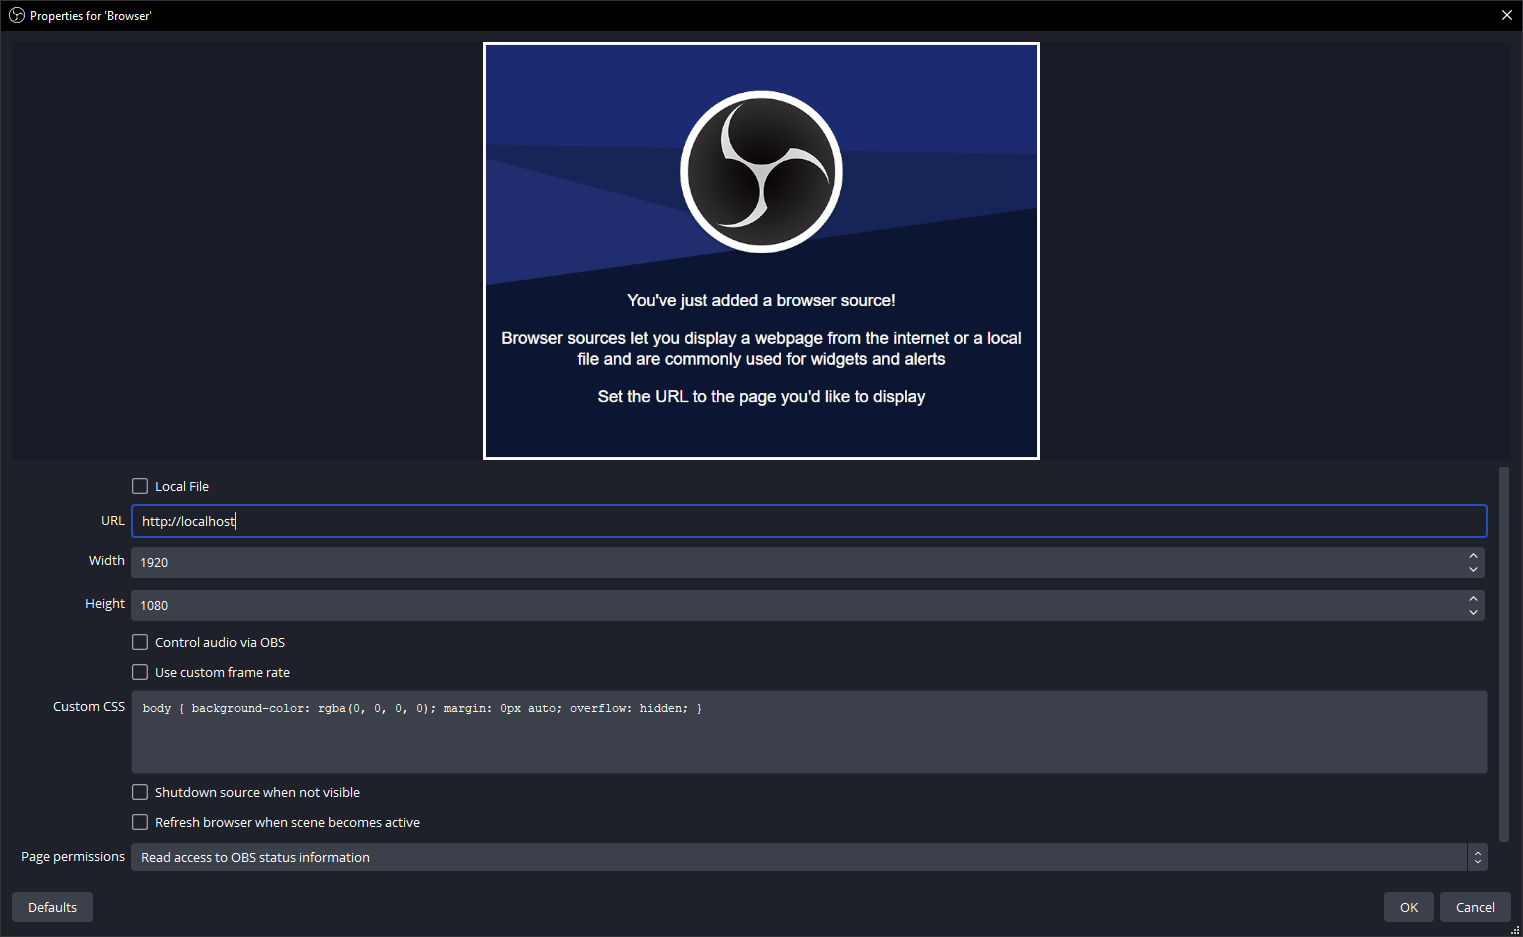 Properties for 'Browser'
You've just added a browser source!
Browser sources let you display a webpage from the internet or a local
file and are commonly used for widgets and alerts
Set the URL to the page you'd like to display
Local File
URL http://localhost
Width 1920
Height 1080
Control audio via OBS
Use custom frame rate
Custom CSS body { background-color: rgba(0, 0, 0, 0); margin: 0px auto; overflow: hidden; }
Shutdown source when not visible
Refresh browser when scene becomes active
Page permissions Read access to OBS status information
Defaults OK Cancel